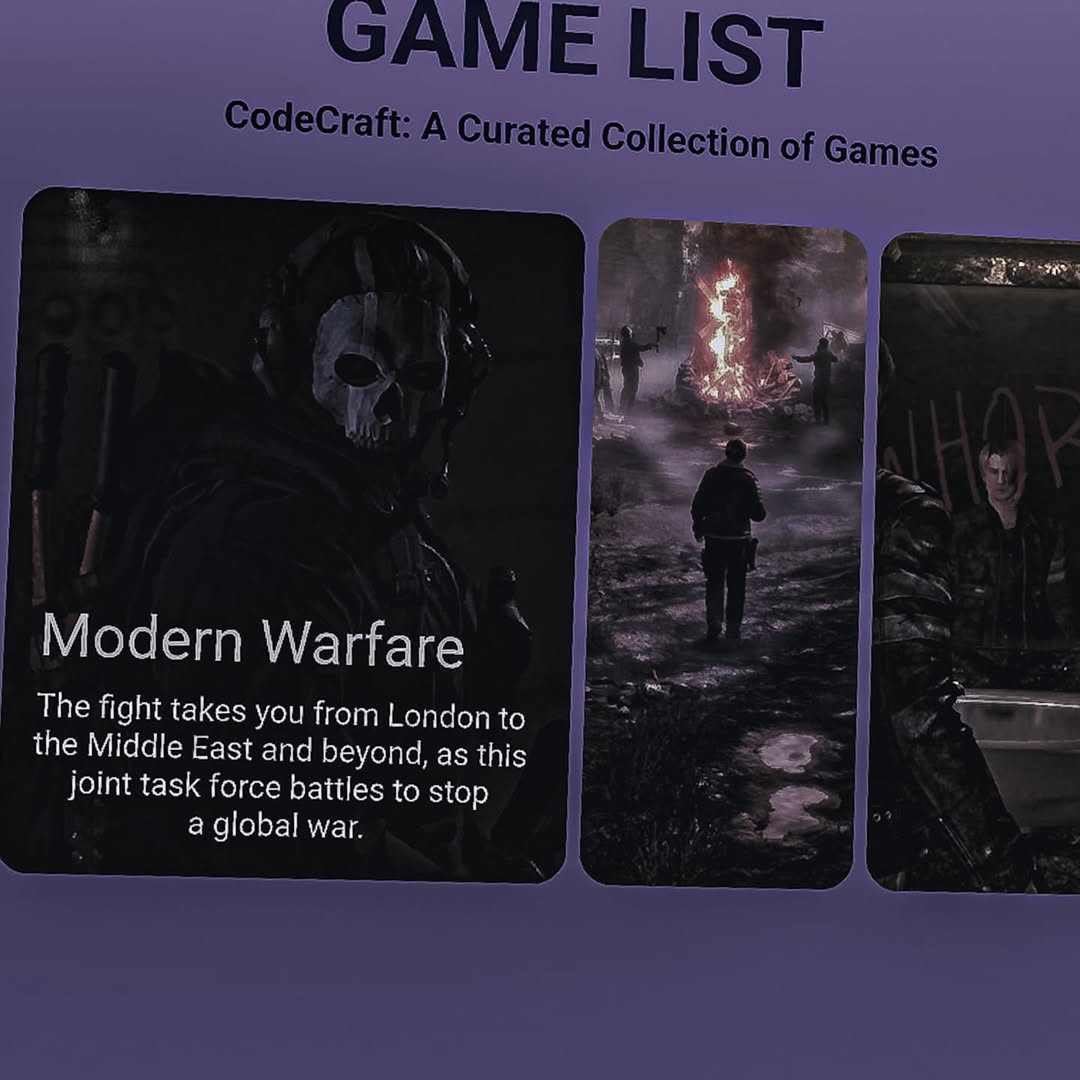 GAME LIST
CodeCraft: A Curated Collection of Games
Modern Warfare
The fight takes you from London to
the Middle East and beyond, as this
joint task force battles to stop
a global war.